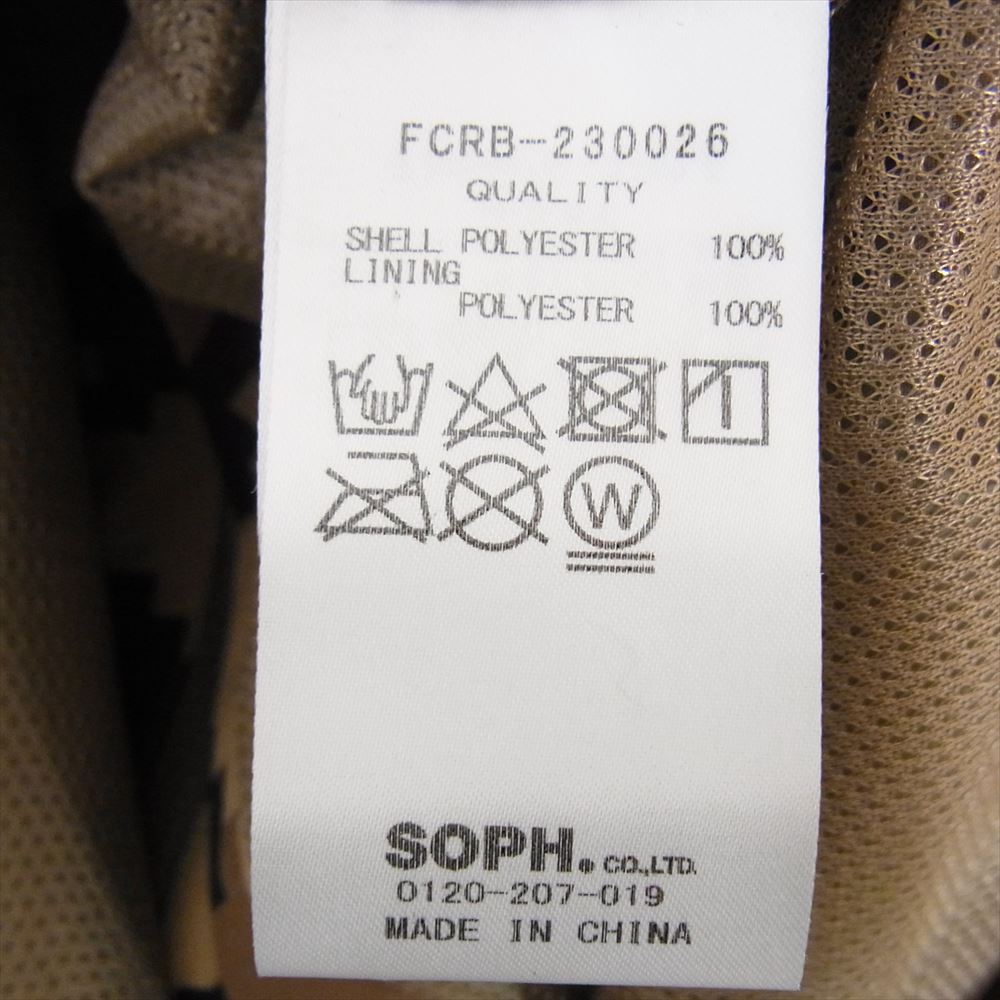 FCRB-230026
QUALITY
SHELL POLYESTER 100%
LINING
POLYESTER 100%
W
SOPH. CO.,LTD.
0120-207-019
MADE IN CHINA